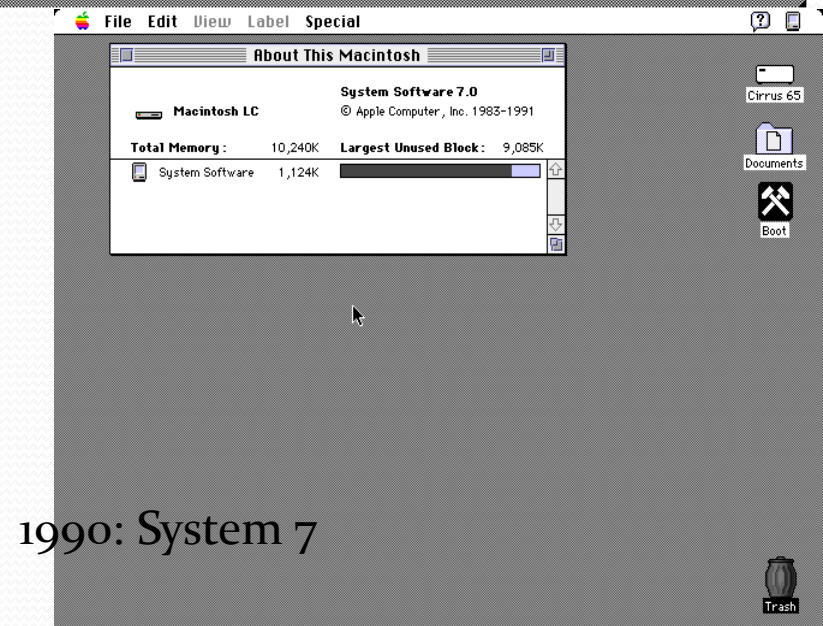 File Edit View Label Special
About This Macintosh
System Software 7.0
Macintosh LC © Apple Computer, Inc. 1983-1991
Total Memory: 10,240K Largest Unused Block: 9,085K
System Software 1,124K
Cirrus 65
Documents
Boot
1990: System 7
Trash